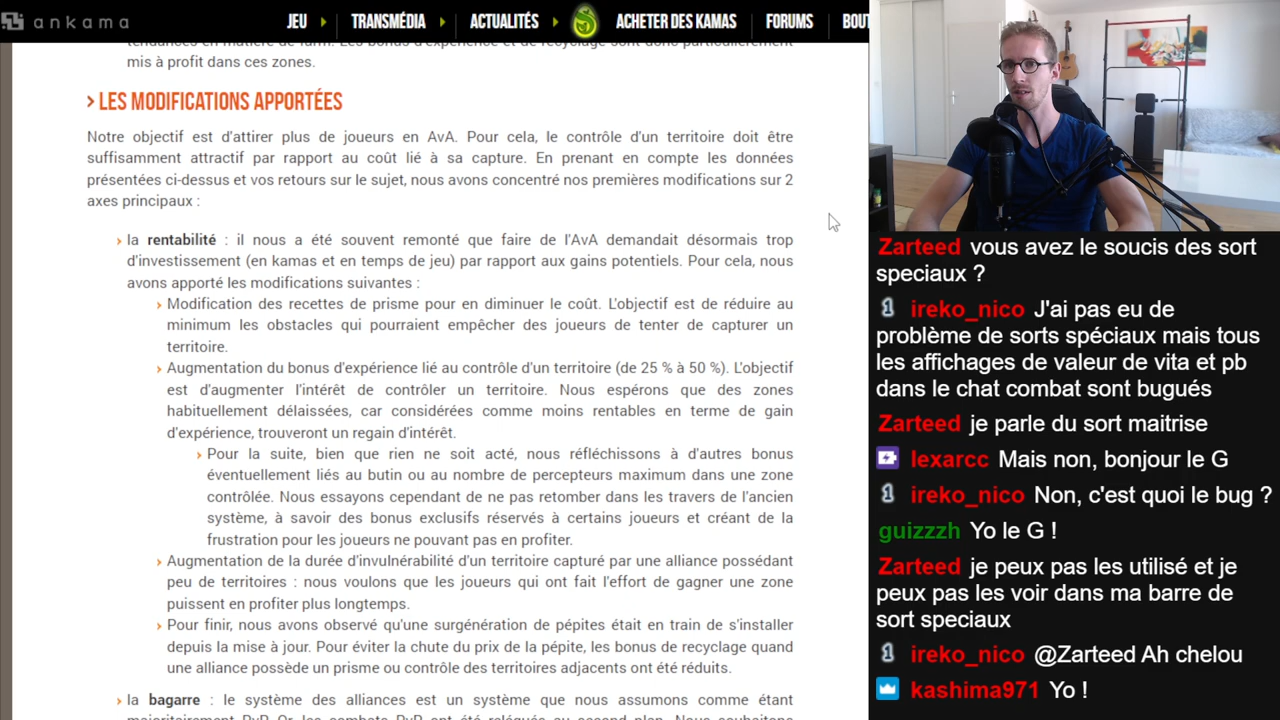 ankama
JEU
TRANSMÉDIA
ACTUALITÉS
ACHETER DES KAMAS
FORUMS
BOUT
tendances en matière de farm. Les bonus d'expérience et de recyclage sont donc particulièrement
mis à profit dans ces zones.
LES MODIFICATIONS APPORTÉES
Notre objectif est d'attirer plus de joueurs en AvA. Pour cela, le contrôle d'un territoire doit être
suffisamment attractif par rapport au coût lié à sa capture. En prenant en compte les données
présentées ci-dessus et vos retours sur le sujet, nous avons concentré nos premières modifications sur 2
axes principaux :
la rentabilité : il nous a été souvent remonté que faire de l'AvA demandait désormais trop
d'investissement (en kamas et en temps de jeu) par rapport aux gains potentiels. Pour cela, nous
avons apporté les modifications suivantes :
Modification des recettes de prisme pour en diminuer le coût. L'objectif est de réduire au
minimum les obstacles qui pourraient empêcher des joueurs de tenter de capturer un
territoire.
Augmentation du bonus d'expérience lié au contrôle d'un territoire (de 25 % à 50 %). L'objectif
est d'augmenter l'intérêt de contrôler un territoire. Nous espérons que des zones
habituellement délaissées, car considérées comme moins rentables en terme de gain
d'expérience, trouveront un regain d'intérêt.
Pour la suite, bien que rien ne soit acté, nous réfléchissons à d'autres bonus
éventuellement liés au butin ou au nombre de percepteurs maximum dans une zone
contrôlée. Nous essayons cependant de ne pas retomber dans les travers de l'ancien
système, à savoir des bonus exclusifs réservés à certains joueurs et créant de la
frustration pour les joueurs ne pouvant pas en profiter.
Augmentation de la durée d'invulnérabilité d'un territoire capturé par une alliance possédant
peu de territoires : nous voulons que les joueurs qui ont fait l'effort de gagner une zone
puissent en profiter plus longtemps.
Pour finir, nous avons observé qu'une surgénération de pépites était en train de s'installer
depuis la mise à jour. Pour éviter la chute du prix de la pépite, les bonus de recyclage quand
une alliance possède un prisme ou contrôle des territoires adjacents ont été réduits.
la bagarre : le système des alliances est un système que nous assumons comme étant
majoritairement PvP. Or, les combats PvP ont été relégués au second plan. Nous souhaitons
Zarteed vous avez le soucis des sort
speciaux ?
1 ireko_nico J'ai pas eu de
problème de sorts spéciaux mais tous
les affichages de valeur de vita et pb
dans le chat combat sont bugués
Zarteed je parle du sort maitrise
lexarcc Mais non, bonjour le G
1 ireko_nico Non, c'est quoi le bug ?
guizzzh Yo le G !
Zarteed je peux pas les utilisé et je
peux pas les voir dans ma barre de
sort speciaux
1 ireko_nico @Zarteed Ah chelou
kashima971 Yo !